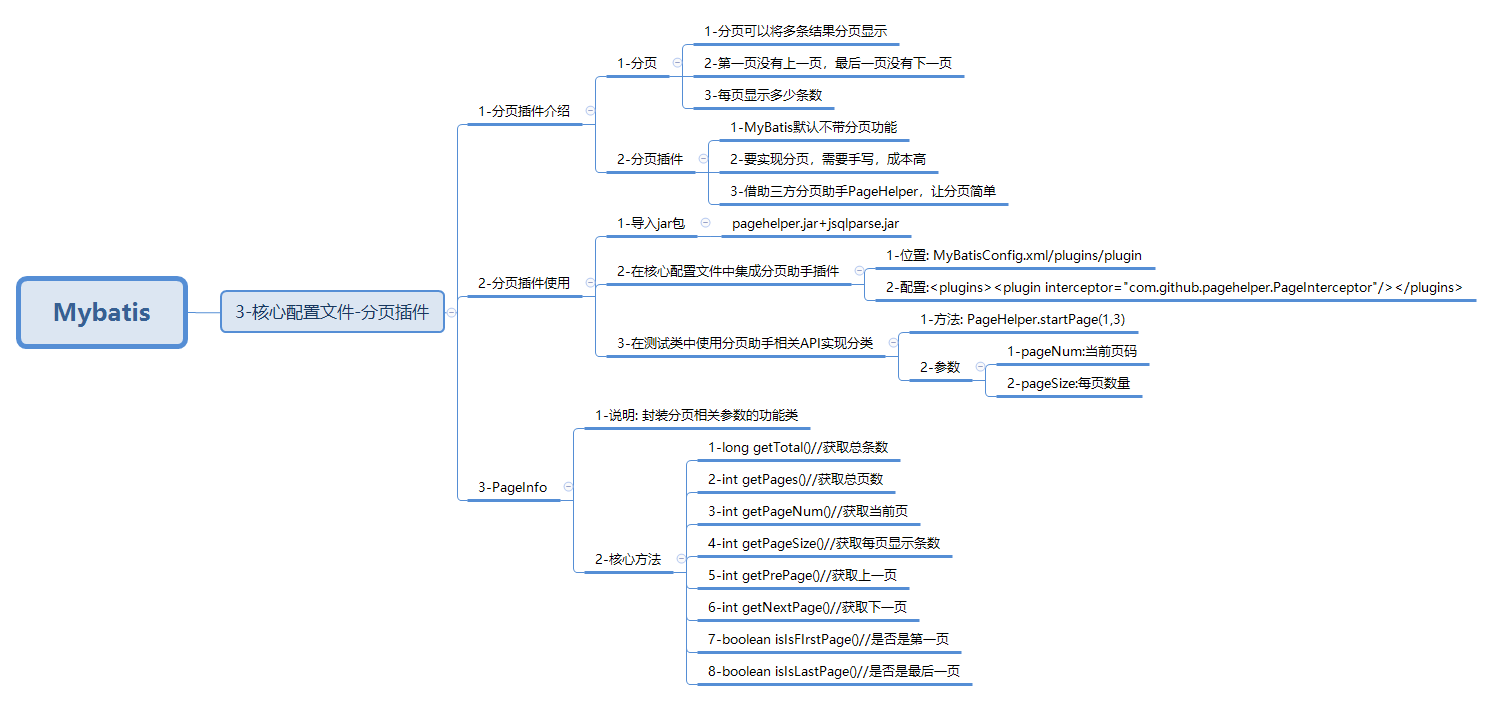 Mybatis
3-核心配置文件-分页插件
1-分页插件介绍
1-分页
1-分页可以将多条结果分页显示
2-第一页没有上一页，最后一页没有下一页
3-每页显示多少条数
2-分页插件
1-MyBatis默认不带分页功能
2-要实现分页，需要手写，成本高
3-借助三方分页助手PageHelper，让分页简单
2-分页插件使用
1-导入jar包
pagehelper.jar+jsqlparse.jar
2-在核心配置文件中集成分页助手插件
1-位置: MyBatisConfig.xml/plugins/plugin
2-配置:<plugins><plugin interceptor="com.github.pagehelper.PageInterceptor"/></plugins>
3-在测试类中使用分页助手相关API实现分类
1-方法: PageHelper.startPage(1,3)
2-参数
1-pageNum:当前页码
2-pageSize:每页数量
3-PageInfo
1-说明: 封装分页相关参数的功能类
2-核心方法
1-long getTotal()//获取总条数
2-int getPages()//获取总页数
3-int getPageNum()//获取当前页
4-int getPageSize()//获取每页显示条数
5-int getPrePage()//获取上一页
6-int getNextPage()//获取下一页
7-boolean isIsFIrstPage()//是否是第一页
8-boolean isIsLastPage()//是否是最后一页